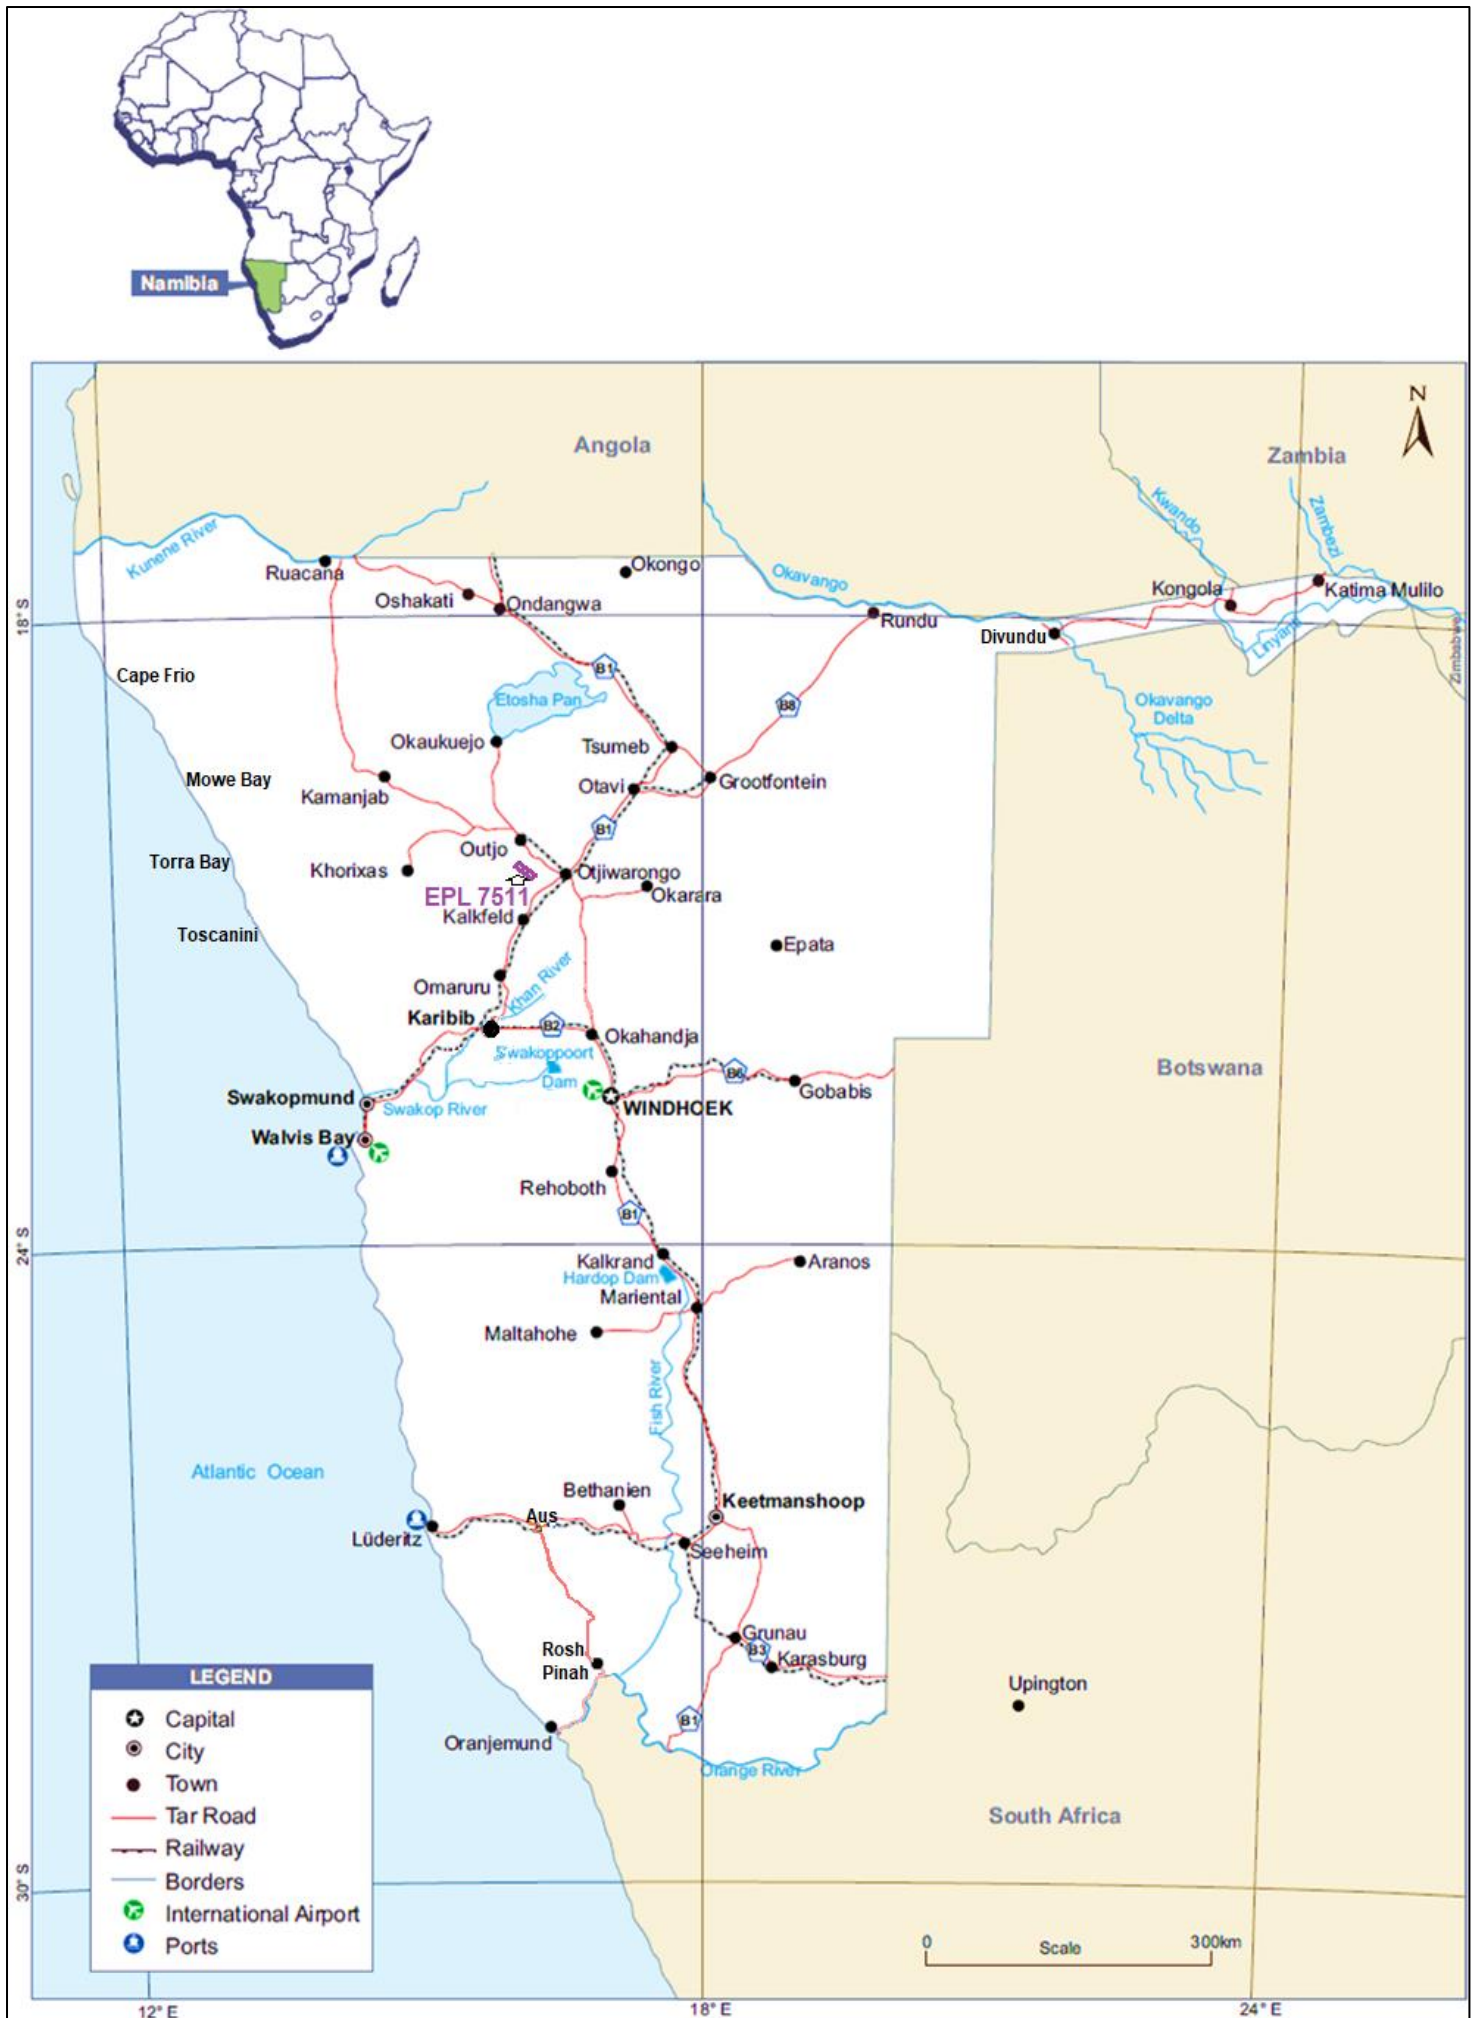 Namibia
N
Angola
Zambia
Kwando
Zambezi
Kunene River
Ruacana
Okongo
Okavango
Oshakati
Ondangwa
Kongola
Katima Mulilo
18° S
Rundu
Divundu
Linyanti
Zimbabwe
Cape Frio
B1
Etosha Pan
B8
Okavango
Delta
Okaukuejo
Tsumeb
Mowe Bay
Otavi
Grootfontein
Kamanjab
B1
Outjo
Torra Bay
Khorixas
Otjiwarongo
EPL 7511
Okarara
Kalkfeld
Toscanini
Epata
Khan River
Omaruru
Karibib
B2
Okahandja
Swakoppoort
Dam
B6
Botswana
Gobabis
Swakopmund
Swakop River
WINDHOEK
Walvis Bay
Rehoboth
B1
24° S
Kalkrand
Aranos
Hardop Dam
Mariental
Maltahohe
Fish River
Atlantic Ocean
Bethanien
Keetmanshoop
Aus
Lüderitz
Seeheim
Grunau
Rosh
Pinah
B3
Karasburg
Upington
B1
Oranjemund
Orange River
South Africa
LEGEND
Capital
City
Town
Tar Road
Railway
Borders
International Airport
Ports
30° S
0
Scale
300km
12° E
18° E
24° E